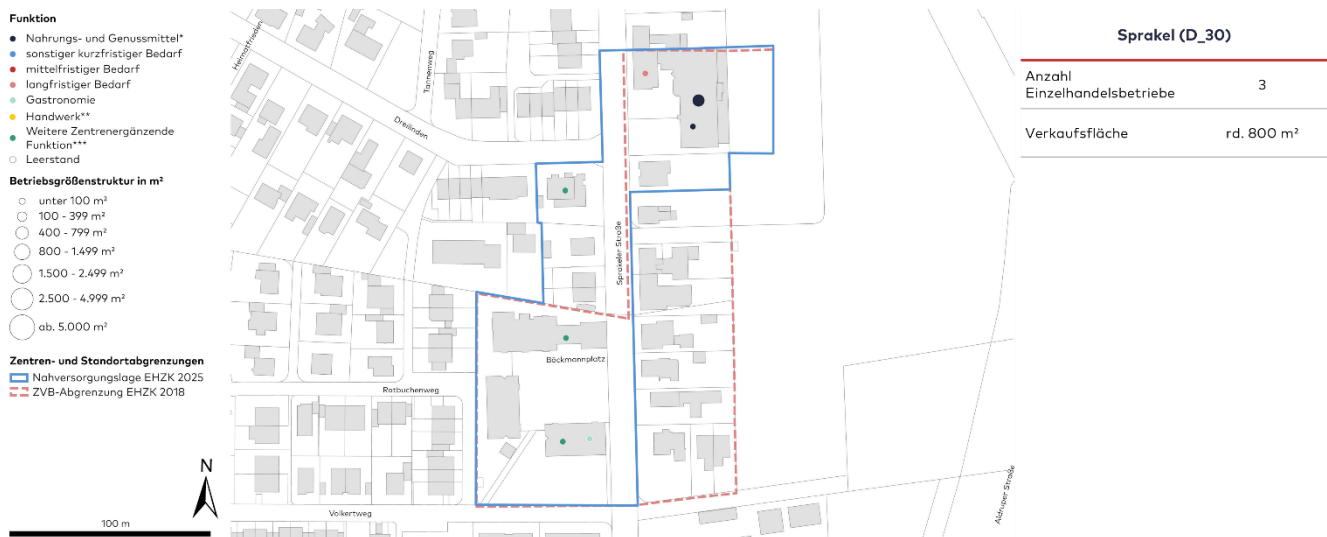 Funktion
Nahrungs- und Genussmittel*
sonstiger kurzfristiger Bedarf
mittelfristiger Bedarf
langfristiger Bedarf
Gastronomie
Handwerk**
Weitere Zentrenergänzende
Funktion***
Leerstand
Betriebsgrößenstruktur in m²
unter 100 m²
100 - 399 m²
400 - 799 m²
800 - 1.499 m²
1.500 - 2.499 m²
2.500 - 4.999 m²
ab. 5.000 m²
Zentren- und Standortabgrenzungen
Nahversorgungslage EHZK 2025
ZVB-Abgrenzung EHZK 2018
N
100 m
Heimatfrieden
Tannenweg
Dreilinden
Sprakeler Straße
Böckmannplatz
Rotbuchenweg
Volkertweg
Aldruper Straße
Sprakel (D_30)
Anzahl
Einzelhandelsbetriebe 3
Verkaufsfläche rd. 800 m²